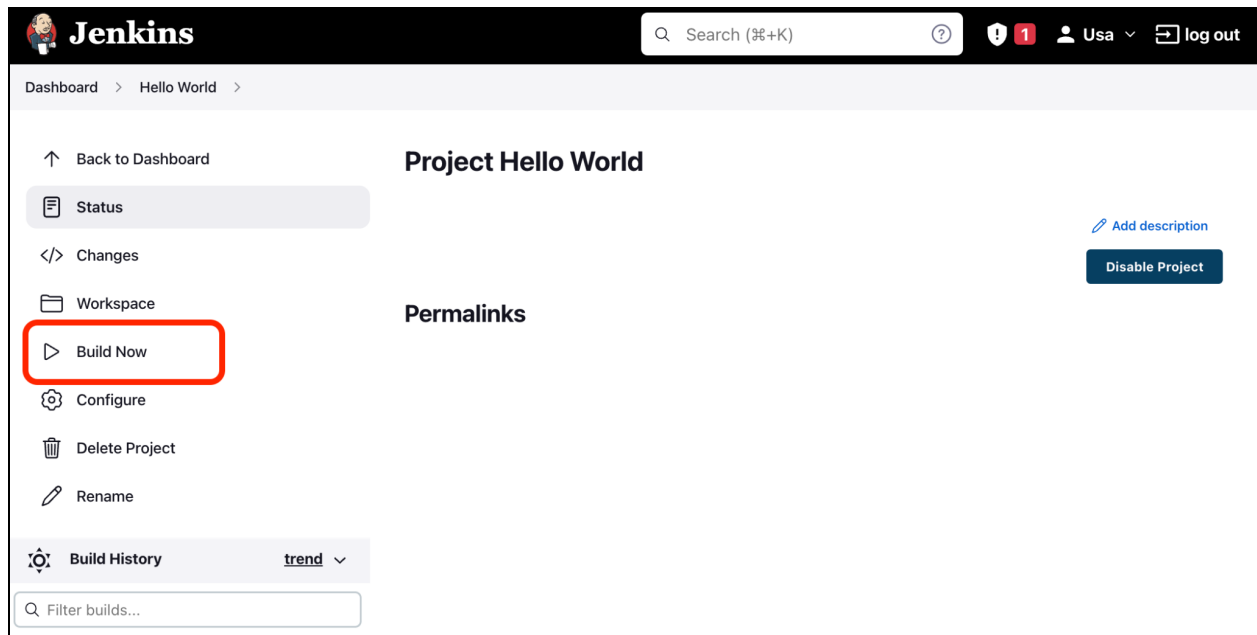 Jenkins
Search (⌘+K)
1
Usa
log out
Dashboard > Hello World >
Back to Dashboard
Status
Changes
Workspace
Build Now
Configure
Delete Project
Rename
Build History
trend
Filter builds...
Project Hello World
Add description
Disable Project
Permalinks